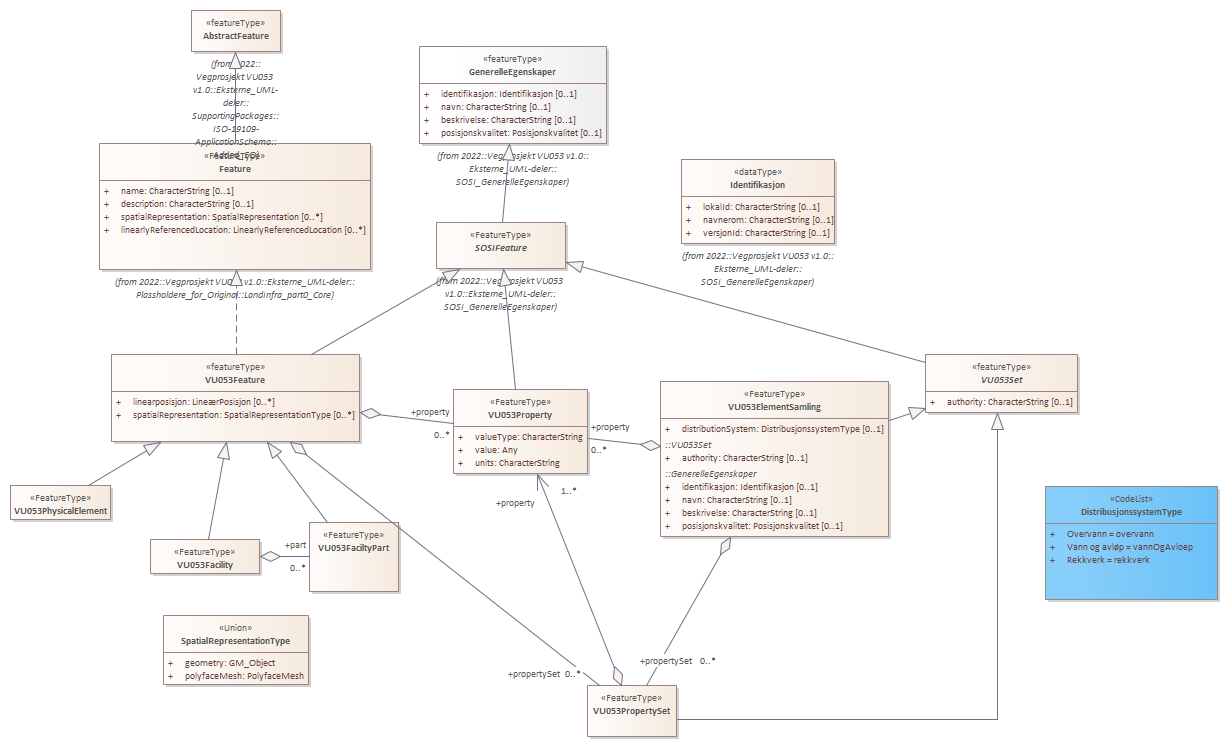 «featureType»
AbstractFeature
(from 2022::
Vegprosjekt VU053
v1.0::Eksterne_UML-
deler::
SupportingPackages::
ISO-19109-
ApplicationSchema::
«FeatureType»
Feature
+ name: CharacterString [0..1]
+ description: CharacterString [0..1]
+ spatialRepresentation: SpatialRepresentation [0..*]
+ linearlyReferencedLocation: LinearlyReferencedLocation [0..*]
(from 2022::Vegprosjekt VU053 v1.0::Eksterne_UML-deler::
Plassholdere_for_Original::LandInfra_part0_Core)
«featureType»
GenerelleEgenskaper
+ identifikasjon: Identifikasjon [0..1]
+ navn: CharacterString [0..1]
+ beskrivelse: CharacterString [0..1]
+ posisjonskvalitet: Posisjonskvalitet [0..1]
(from 2022::Vegprosjekt VU053 v1.0::
Eksterne_UML-deler::
SOSI_GenerelleEgenskaper)
«dataType»
Identifikasjon
+ lokalId: CharacterString [0..1]
+ navnerom: CharacterString [0..1]
+ versjonId: CharacterString [0..1]
(from 2022::Vegprosjekt VU053 v1.0::
Eksterne_UML-deler::
SOSI_GenerelleEgenskaper)
«FeatureType»
SOSIFeature
(from 2022::Vegprosjekt VU053
v1.0::Eksterne_UML-deler::
SOSI_GenerelleEgenskaper)
«featureType»
VU053Feature
+ linearposisjon: LineærPosisjon [0..*]
+ spatialRepresentation: SpatialRepresentationType [0..*]
+property
0..*
«FeatureType»
VU053Property
+ valueType: CharacterString
+ value: Any
+ units: CharacterString
+property
0..*
«FeatureType»
VU053ElementSamling
+ distributionSystem: DistribusjonssystemType [0..1]
::VU053Set
+ authority: CharacterString [0..1]
::GenerelleEgenskaper
+ identifikasjon: Identifikasjon [0..1]
+ navn: CharacterString [0..1]
+ beskrivelse: CharacterString [0..1]
+ posisjonskvalitet: Posisjonskvalitet [0..1]
«featureType»
VU053Set
+ authority: CharacterString [0..1]
«CodeList»
DistribusjonssystemType
+ Overvann = overvann
+ Vann og avløp = vannOgAvloep
+ Rekkverk = rekkverk
+property
1..*
«FeatureType»
VU053PhysicalElement
«FeatureType»
VU053Facility
+part
0..*
«FeatureType»
VU053FaciltyPart
«Union»
SpatialRepresentationType
+ geometry: GM_Object
+ polyfaceMesh: PolyfaceMesh
+propertySet 0..*
+propertySet 0..*
«FeatureType»
VU053PropertySet